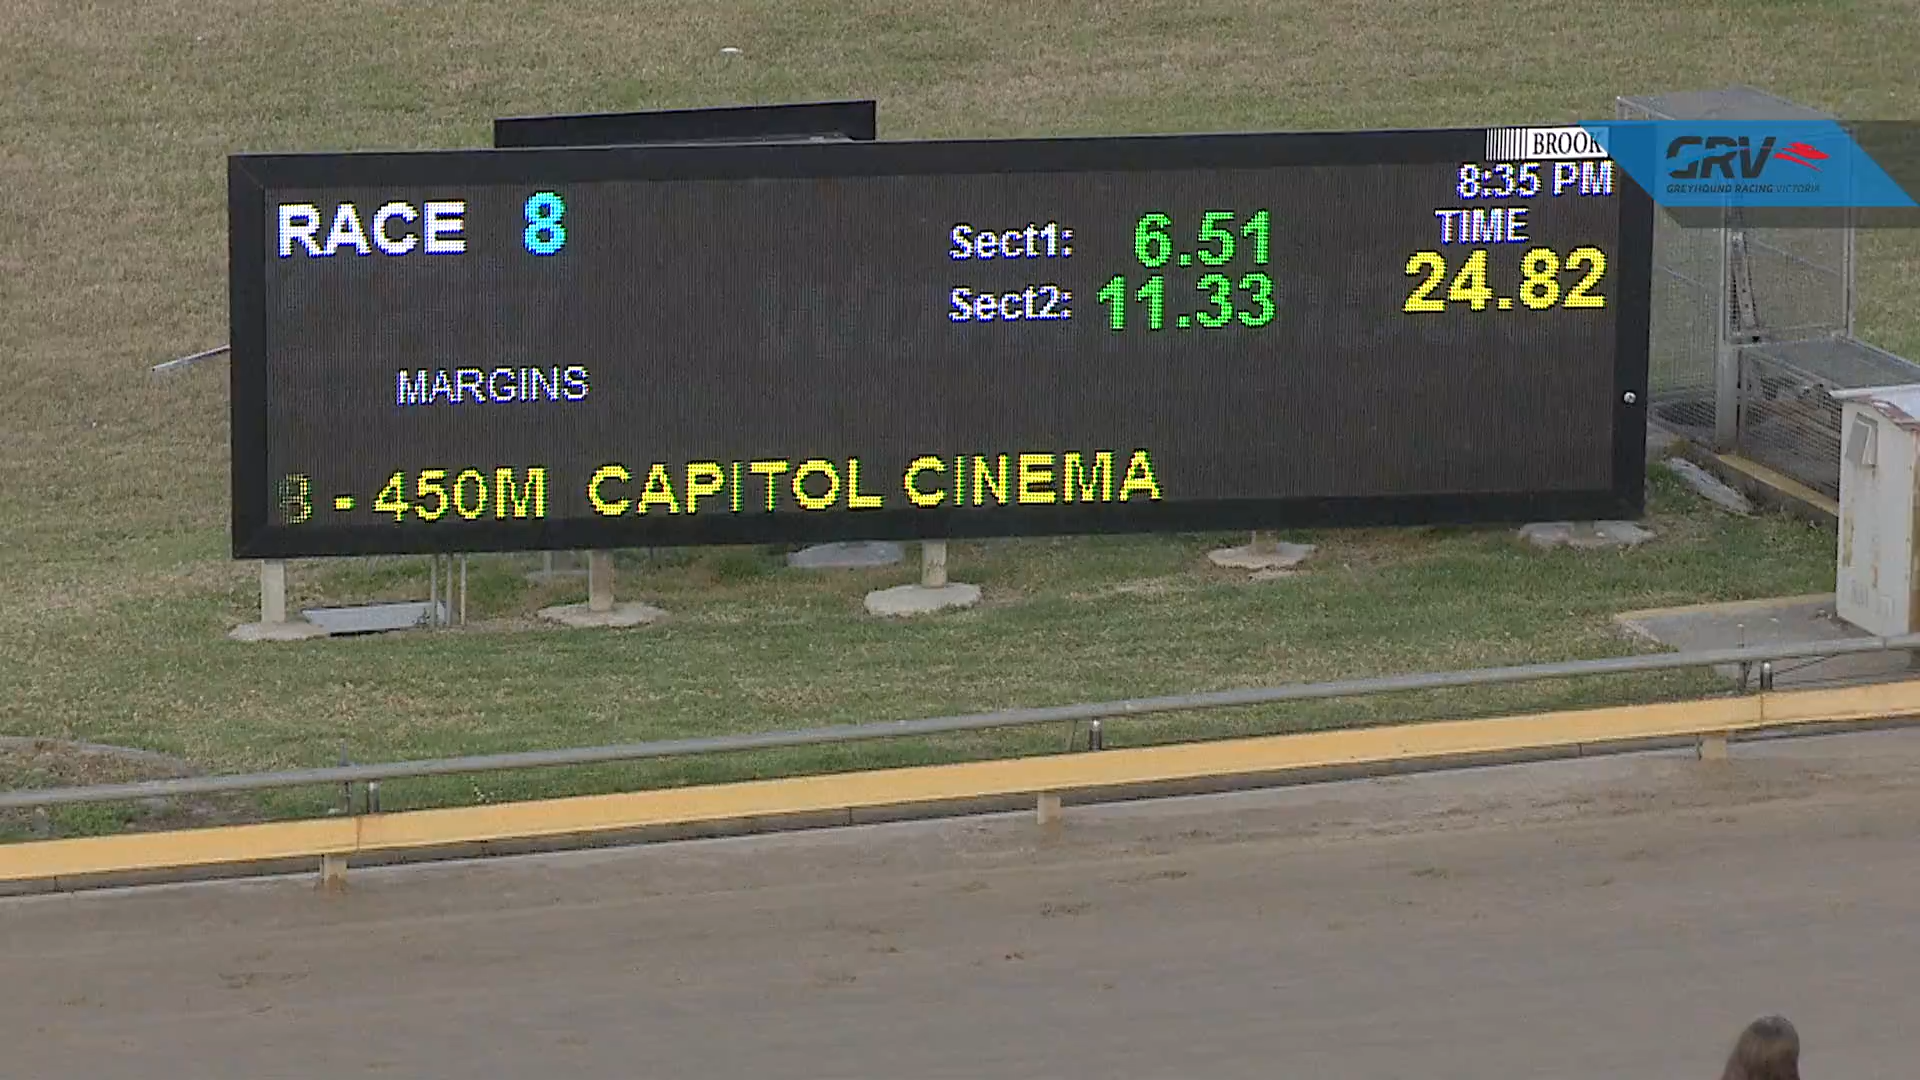 BROOK
8:35 PM
RACE 8
Sect1: 6.51
TIME
Sect2: 11.33
24.82
MARGINS
8 - 450M CAPITOL CINEMA
GRV
GREYHOUND RACING VICTORIA